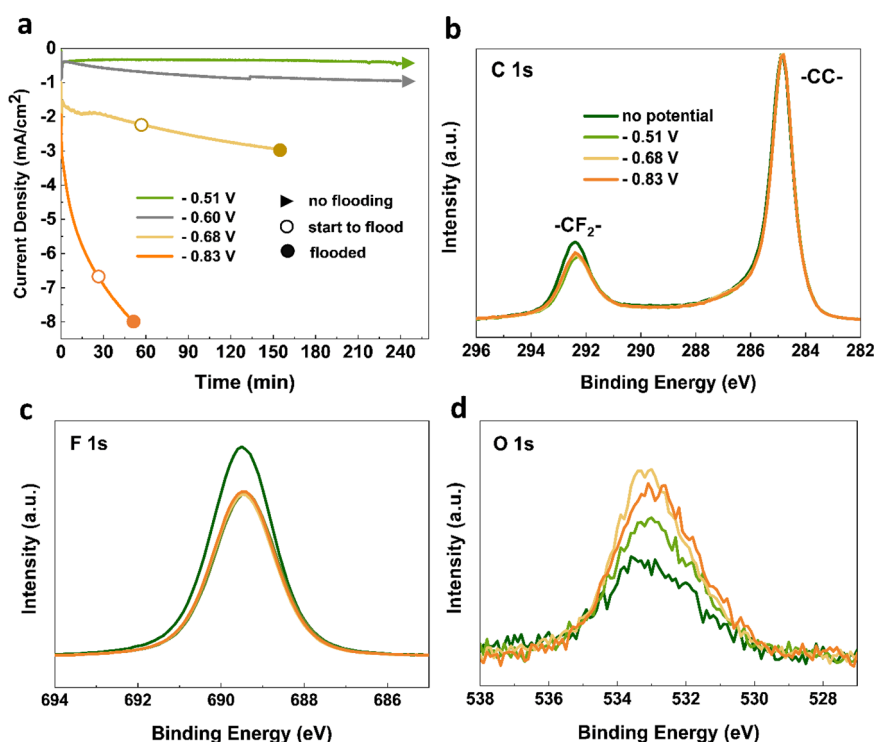 a
0
-1
-2
-3
-4
-5
-6
-7
-8
Current Density (mA/cm²)
- 0.51 V
- 0.60 V
- 0.68 V
- 0.83 V
no flooding
start to flood
flooded
0 30 60 90 120 150 180 210 240
Time (min)
b
C 1s
-CC-
no potential
- 0.51 V
- 0.68 V
- 0.83 V
-CF₂-
Intensity (a.u.)
296 294 292 290 288 286 284 282
Binding Energy (eV)
c
F 1s
Intensity (a.u.)
694 692 690 688 686
Binding Energy (eV)
d
O 1s
Intensity (a.u.)
538 536 534 532 530 528
Binding Energy (eV)